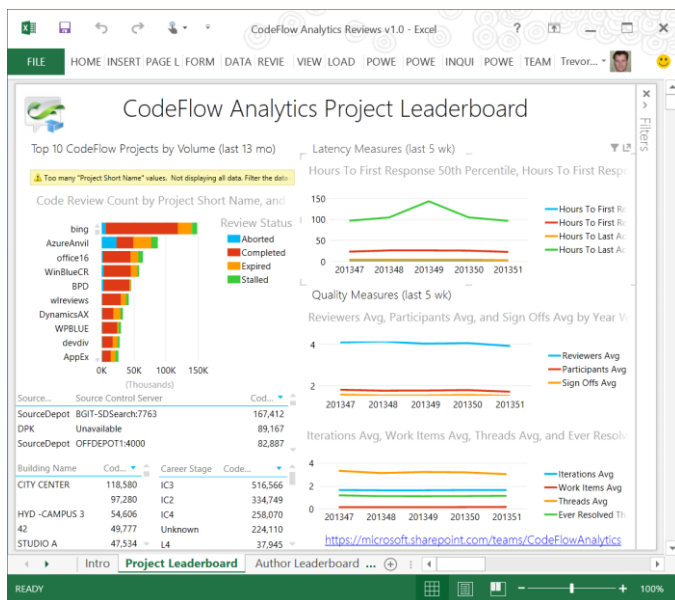 CodeFlow Analytics Reviews v1.0 - Excel
?
FILE HOME INSERT PAGE L FORM DATA REVIE VIEW LOAD POWE POWE INQUI POWE TEAM Trevor...
CodeFlow Analytics Project Leaderboard
Filters
Top 10 CodeFlow Projects by Volume (last 13 mo)
Too many "Project Short Name" values. Not displaying all data. Filter the data
Code Review Count by Project Short Name, and
Review Status
Aborted
Completed
Expired
Stalled
bing
AzureAnvil
office16
WinBlueCR
BPD
wlreviews
DynamicsAX
WPBLUE
devdiv
AppEx
0K 50K 100K 150K
(Thousands)
Source... Source Control Server Cod...
SourceDepot BGIT-SDSearch:7763 167,412
DPK Unavailable 89,167
SourceDepot OFFDEPOT1:4000 82,887
Building Name Cod...
CITY CENTER 118,580
97,280
HYD -CAMPUS 3 54,606
42 49,777
STUDIO A 47,534
Career Stage Code...
IC3 516,566
IC2 334,749
IC4 258,070
Unknown 224,110
L4 37,945
Latency Measures (last 5 wk)
Hours To First Response 50th Percentile, Hours To First Respo
150
100
50
0
201347 201348 201349 201350 201351
Hours To First Re
Hours To First Re
Hours To Last Ac
Hours To Last Ac
Quality Measures (last 5 wk)
Reviewers Avg, Participants Avg, and Sign Offs Avg by Year W
4
2
201347 201348 201349 201350 201351
Reviewers Avg
Participants Avg
Sign Offs Avg
Iterations Avg, Work Items Avg, Threads Avg, and Ever Resolved
4
2
0
201347 201348 201349 201350 201351
Iterations Avg
Work Items Avg
Threads Avg
Ever Resolved Th
https://microsoft.sharepoint.com/teams/CodeFlowAnalytics
Intro Project Leaderboard Author Leaderboard ...
READY
100%